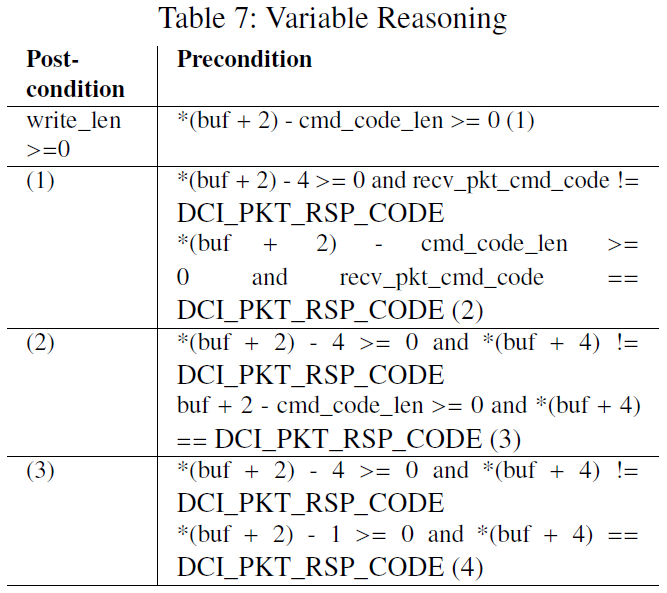 Table 7: Variable Reasoning
Post-
condition
Precondition
write_len
>=0
*(buf + 2) - cmd_code_len >= 0 (1)
(1)
*(buf + 2) - 4 >= 0 and recv_pkt_cmd_code !=
DCI_PKT_RSP_CODE
*(buf + 2) - cmd_code_len >=
0 and recv_pkt_cmd_code ==
DCI_PKT_RSP_CODE (2)
(2)
*(buf + 2) - 4 >= 0 and *(buf + 4) !=
DCI_PKT_RSP_CODE
buf + 2 - cmd_code_len >= 0 and *(buf + 4)
== DCI_PKT_RSP_CODE (3)
(3)
*(buf + 2) - 4 >= 0 and *(buf + 4) !=
DCI_PKT_RSP_CODE
*(buf + 2) - 1 >= 0 and *(buf + 4) ==
DCI_PKT_RSP_CODE (4)